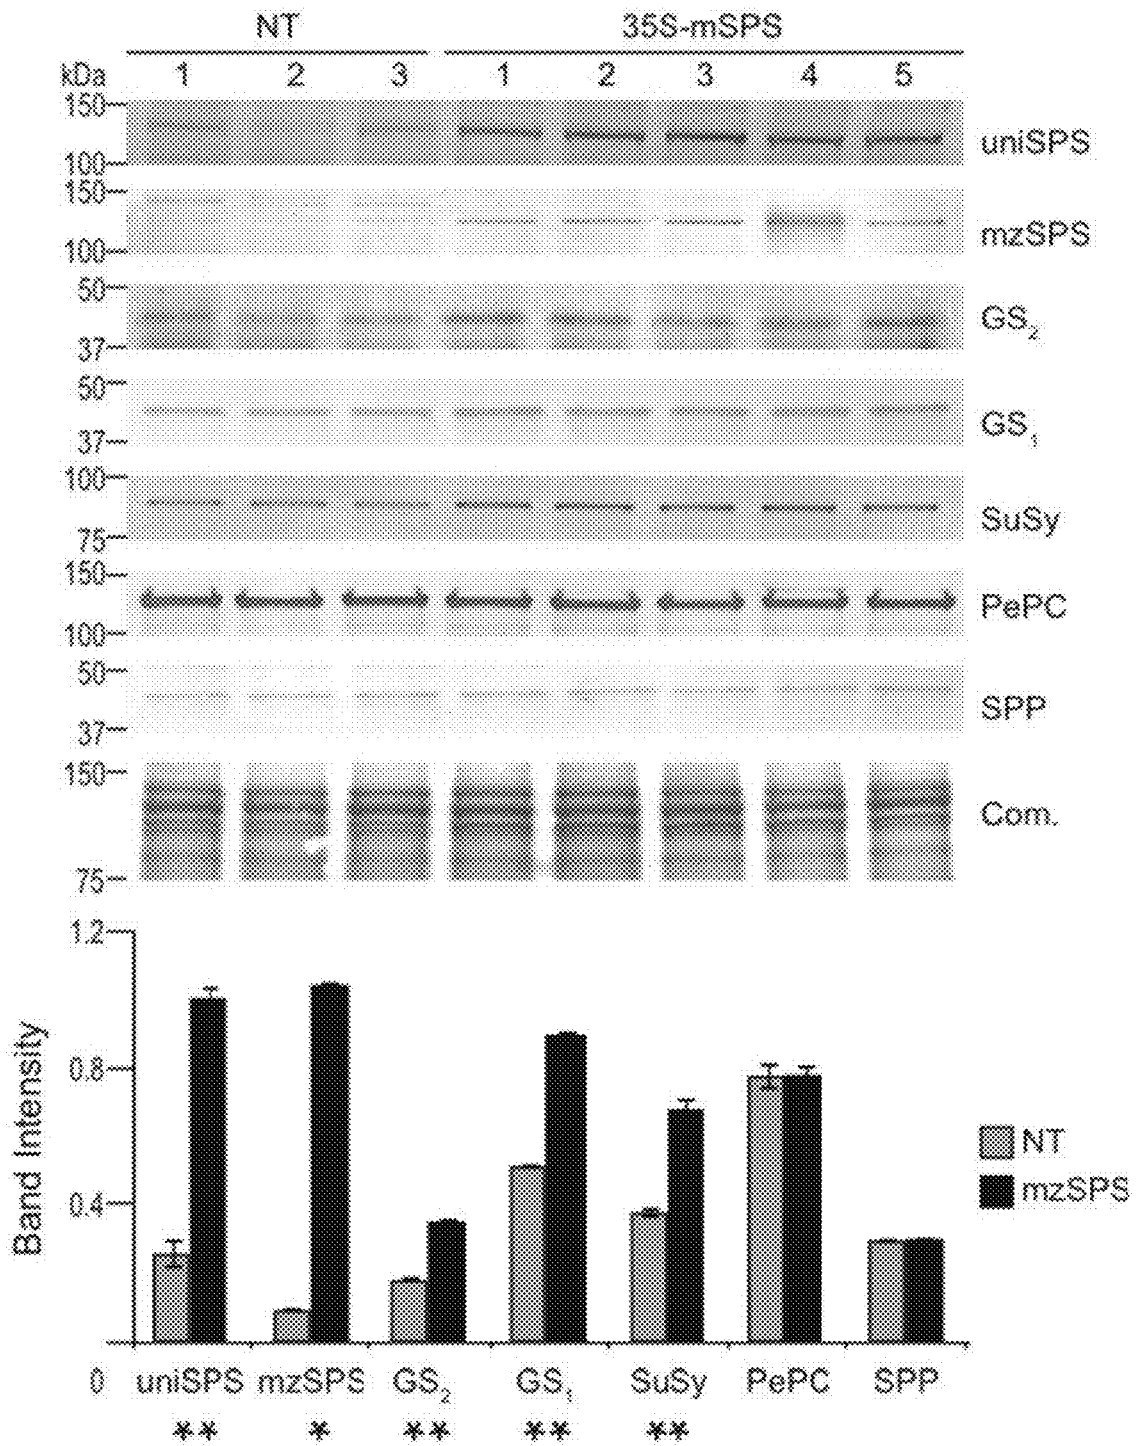 NT 35S-mSPS
kDa 1 2 3 1 2 3 4 5
150
uniSPS
100
150
mzSPS
100
50
GS2
37
50
GS1
37
100
SuSy
75
150
PePC
100
50
SPP
37
150
Com.
75
1.2
0.8
0.4
Band Intensity
NT
mzSPS
0 uniSPS mzSPS GS2 GS1 SuSy PePC SPP
** * ** ** **